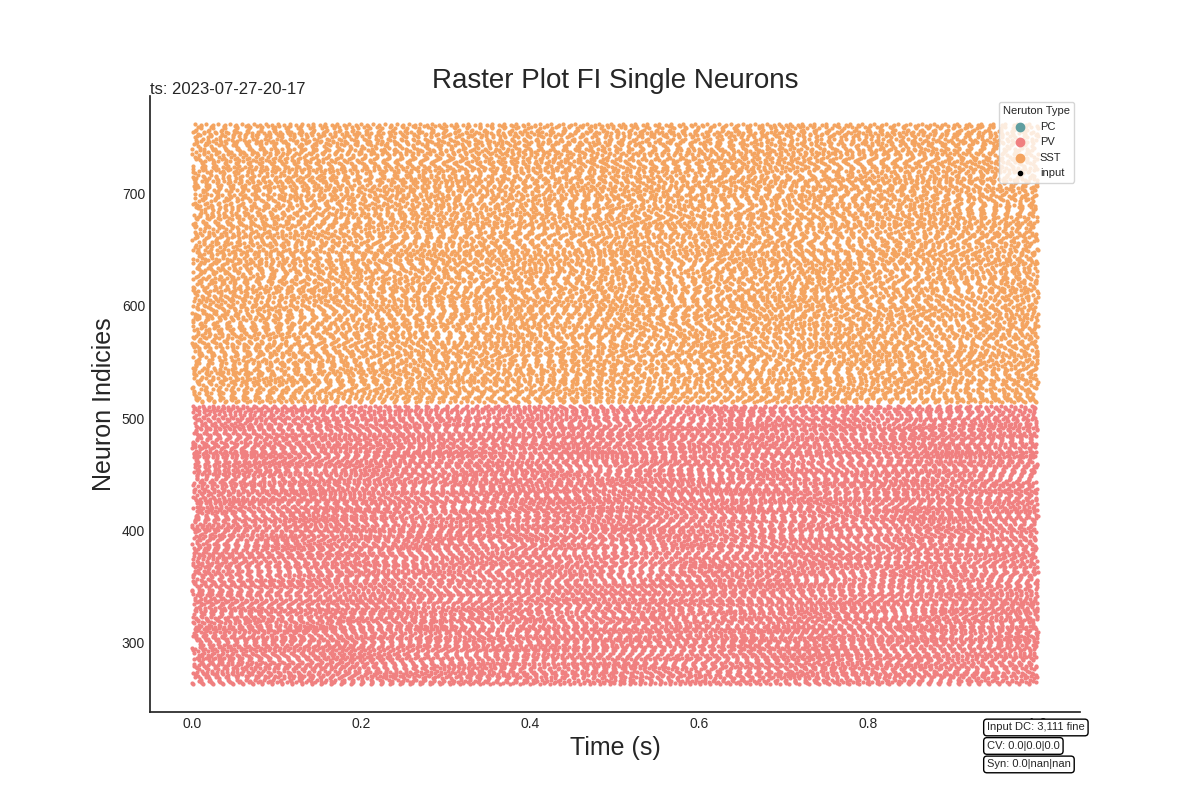 Raster Plot FI Single Neurons
ts: 2023-07-27-20-17
Neruton Type
PC
PV
SST
input
700
600
500
400
300
Neuron Indicies
0.0 0.2 0.4 0.6 0.8
Time (s)
Input DC: 3,111 fine
CV: 0.0|0.0|0.0
Syn: 0.0|nan|nan